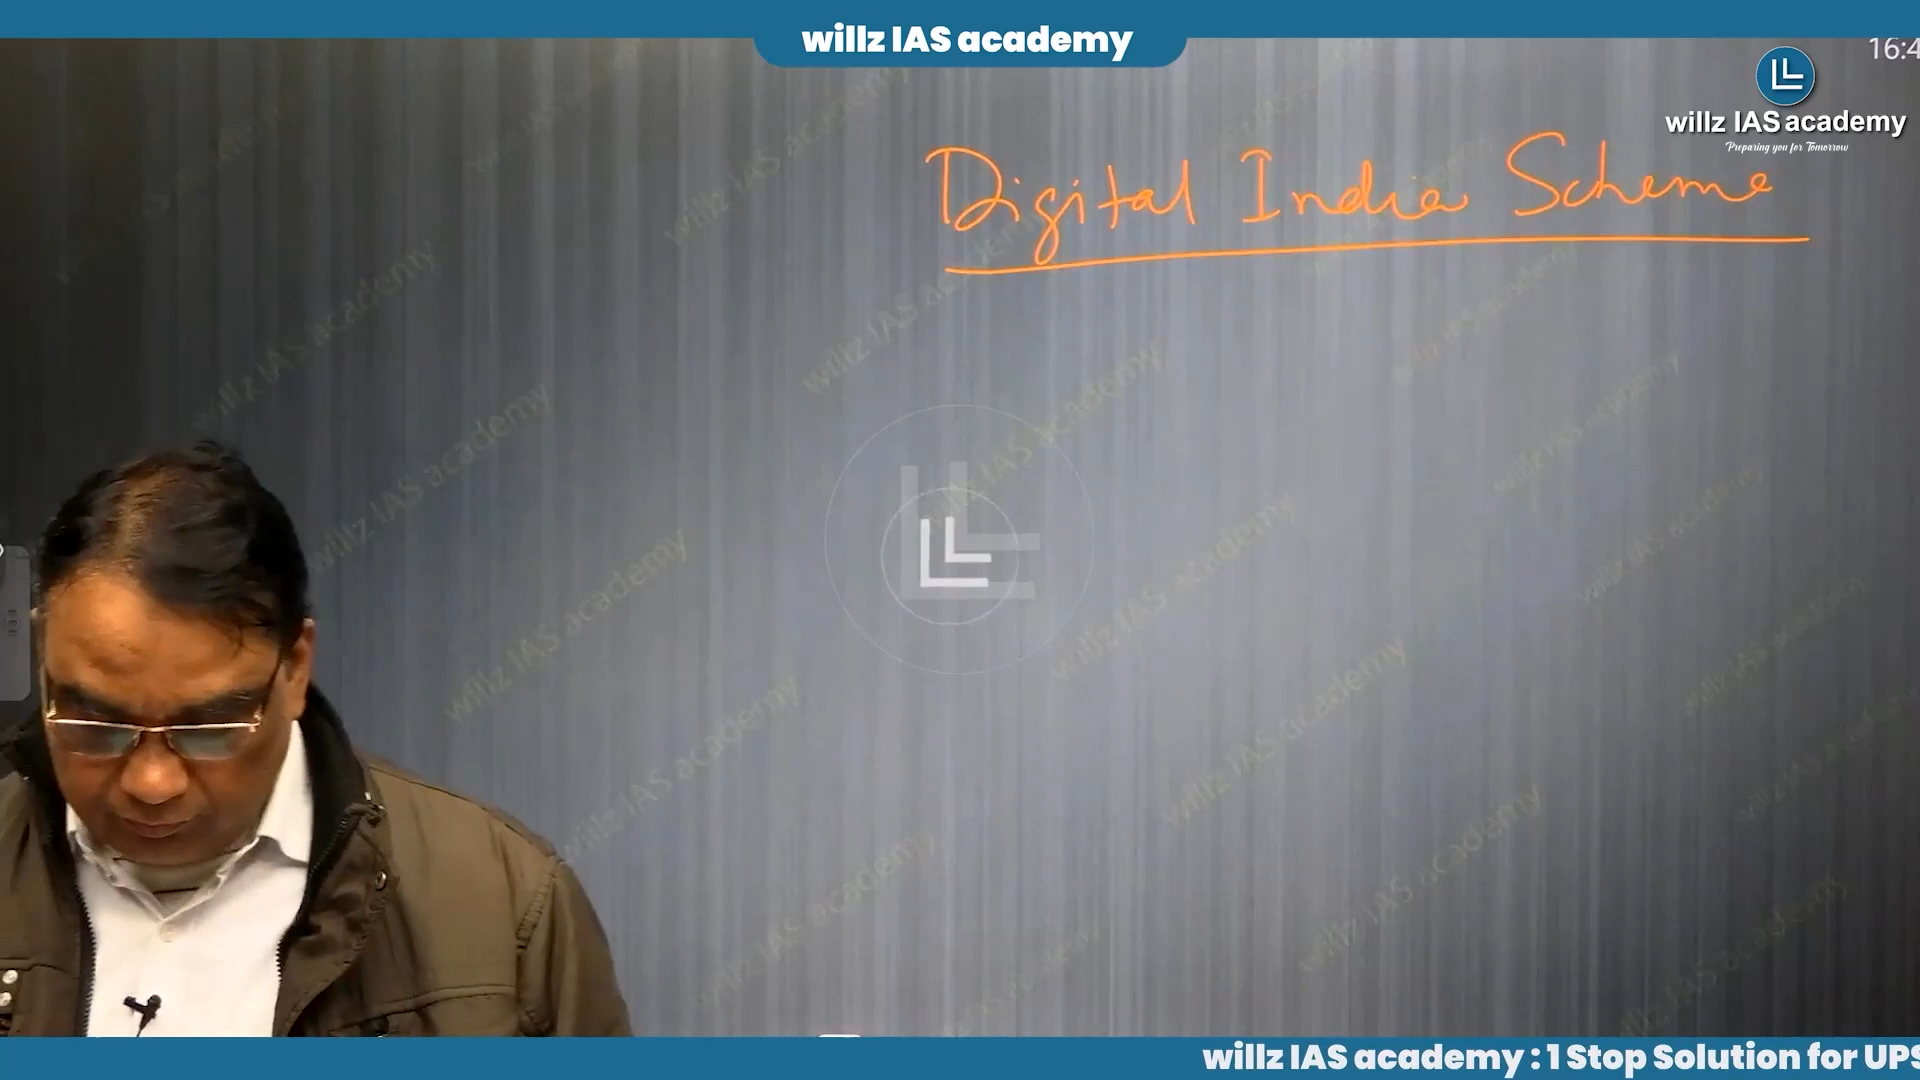 willz IAS academy
16:4
willz IAS academy
Preparing you for Tomorrow
Digital India Scheme
willz IAS academy : 1 Stop Solution for UPS